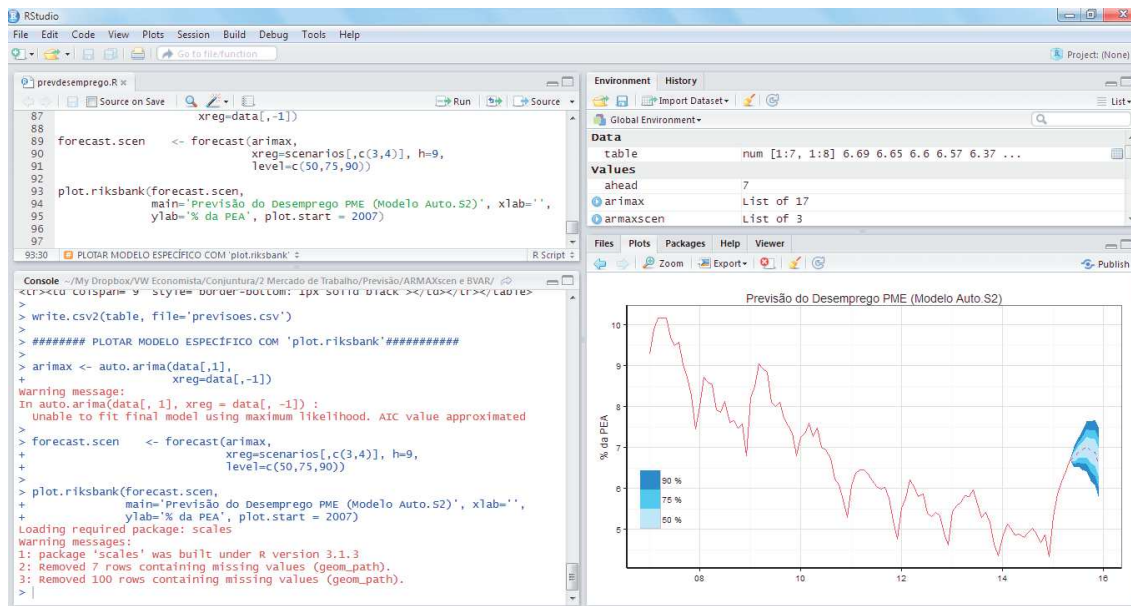 RStudio
File Edit Code View Plots Session Build Debug Tools Help
Go to file/function
Project: (None)
prevdesemprego.R ×
Source on Save
Run
Source
87 xreg=data[,-1])
88
89 forecast.scen <- forecast(arimax,
90 xreg=scenarios[,c(3,4)], h=9,
91 level=c(50,75,90))
92
93 plot.riksbank(forecast.scen,
94 main='Previsão do Desemprego PME (Modelo Auto.S2)', xlab='',
95 ylab='% da PEA', plot.start = 2007)
96
97
93:30 PLOTAR MODELO ESPECÍFICO COM 'plot.riksbank'
R Script
Console ~/My Dropbox/VW Economista/Conjuntura/2 Mercado de Trabalho/Previsão/ARMAXscen e BVAR/
<tr><td colspan='9' style='border-bottom: 1px solid black'></td></tr></table>
>
> write.csv2(table, file='previsoes.csv')
>
> ######## PLOTAR MODELO ESPECÍFICO COM 'plot.riksbank'###########
>
> arimax <- auto.arima(data[,1],
+ xreg=data[,-1])
Warning message:
In auto.arima(data[, 1], xreg = data[, -1]) :
Unable to fit final model using maximum likelihood. AIC value approximated
>
> forecast.scen <- forecast(arimax,
+ xreg=scenarios[,c(3,4)], h=9,
+ level=c(50,75,90))
>
> plot.riksbank(forecast.scen,
+ main='Previsão do Desemprego PME (Modelo Auto.S2)', xlab='',
+ ylab='% da PEA', plot.start = 2007)
Loading required package: scales
Warning messages:
1: package 'scales' was built under R version 3.1.3
2: Removed 7 rows containing missing values (geom_path).
3: Removed 100 rows containing missing values (geom_path).
> |
Environment History
Import Dataset
List
Global Environment
Data
table num [1:7, 1:8] 6.69 6.65 6.6 6.57 6.37 ...
Values
ahead 7
arimax List of 17
armaxscen List of 3
Files Plots Packages Help Viewer
Zoom Export Publish
Previsão do Desemprego PME (Modelo Auto.S2)
% da PEA
10
9
8
7
6
5
90 %
75 %
50 %
08 10 12 14 16